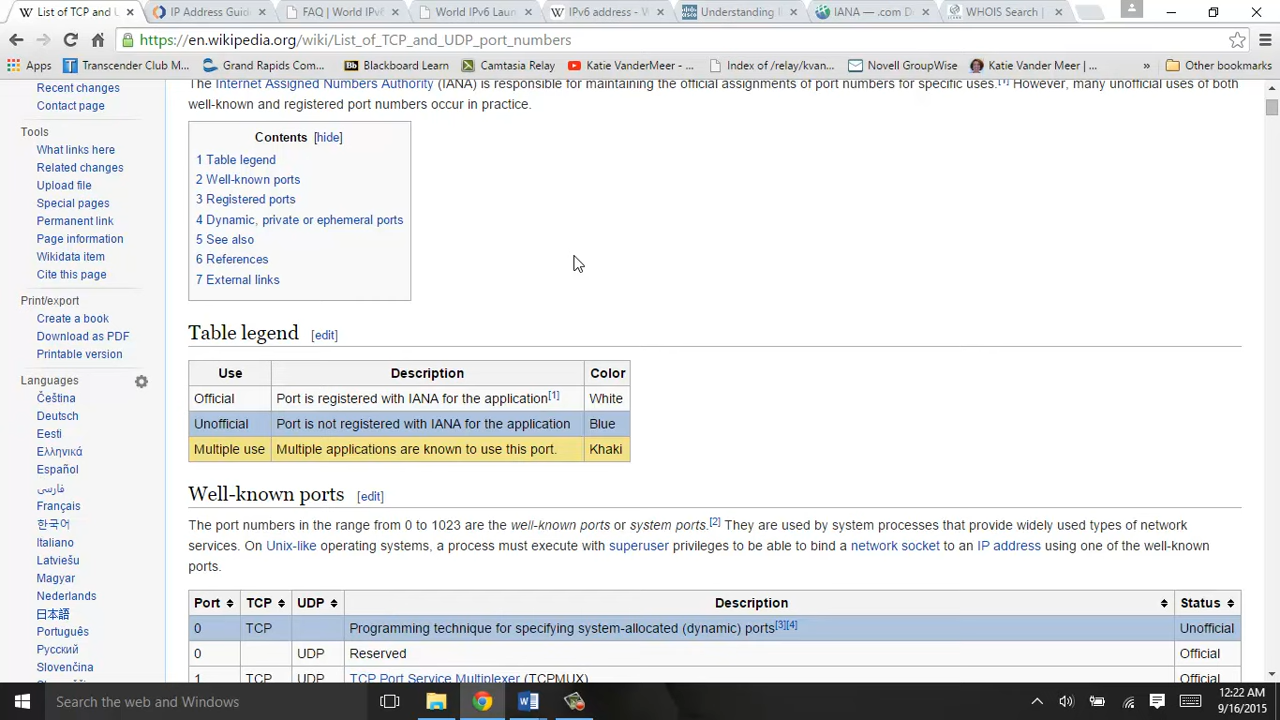 List of TCP and U
IP Address Guid
FAQ | World IPv6
World IPv6 Laun
IPv6 address - W
Understanding I
IANA — .com D
WHOIS Search |
https://en.wikipedia.org/wiki/List_of_TCP_and_UDP_port_numbers
Apps
Transcender Club M...
Grand Rapids Com...
Blackboard Learn
Camtasia Relay
Katie VanderMeer - ...
Index of /relay/kvan...
Novell GroupWise
Katie Vander Meer | ...
»
Other bookmarks
Recent changes
Contact page
Tools
What links here
Related changes
Upload file
Special pages
Permanent link
Page information
Wikidata item
Cite this page
Print/export
Create a book
Download as PDF
Printable version
Languages
Čeština
Deutsch
Eesti
Ελληνικά
Español
فارسی
Français
한국어
Italiano
Latviešu
Magyar
Nederlands
日本語
Português
Русский
Slovenčina
The Internet Assigned Numbers Authority (IANA) is responsible for maintaining the official assignments of port numbers for specific uses.[1] However, many unofficial uses of both
well-known and registered port numbers occur in practice.
Contents [hide]
1 Table legend
2 Well-known ports
3 Registered ports
4 Dynamic, private or ephemeral ports
5 See also
6 References
7 External links
Table legend [edit]
Use Description Color
Official Port is registered with IANA for the application[1] White
Unofficial Port is not registered with IANA for the application Blue
Multiple use Multiple applications are known to use this port. Khaki
Well-known ports [edit]
The port numbers in the range from 0 to 1023 are the well-known ports or system ports.[2] They are used by system processes that provide widely used types of network
services. On Unix-like operating systems, a process must execute with superuser privileges to be able to bind a network socket to an IP address using one of the well-known
ports.
Port TCP UDP Description Status
0 TCP Programming technique for specifying system-allocated (dynamic) ports[3][4] Unofficial
0 UDP Reserved Official
1 TCP UDP TCP Port Service Multiplexer (TCPMUX) Official
Search the web and Windows
12:22 AM
9/16/2015